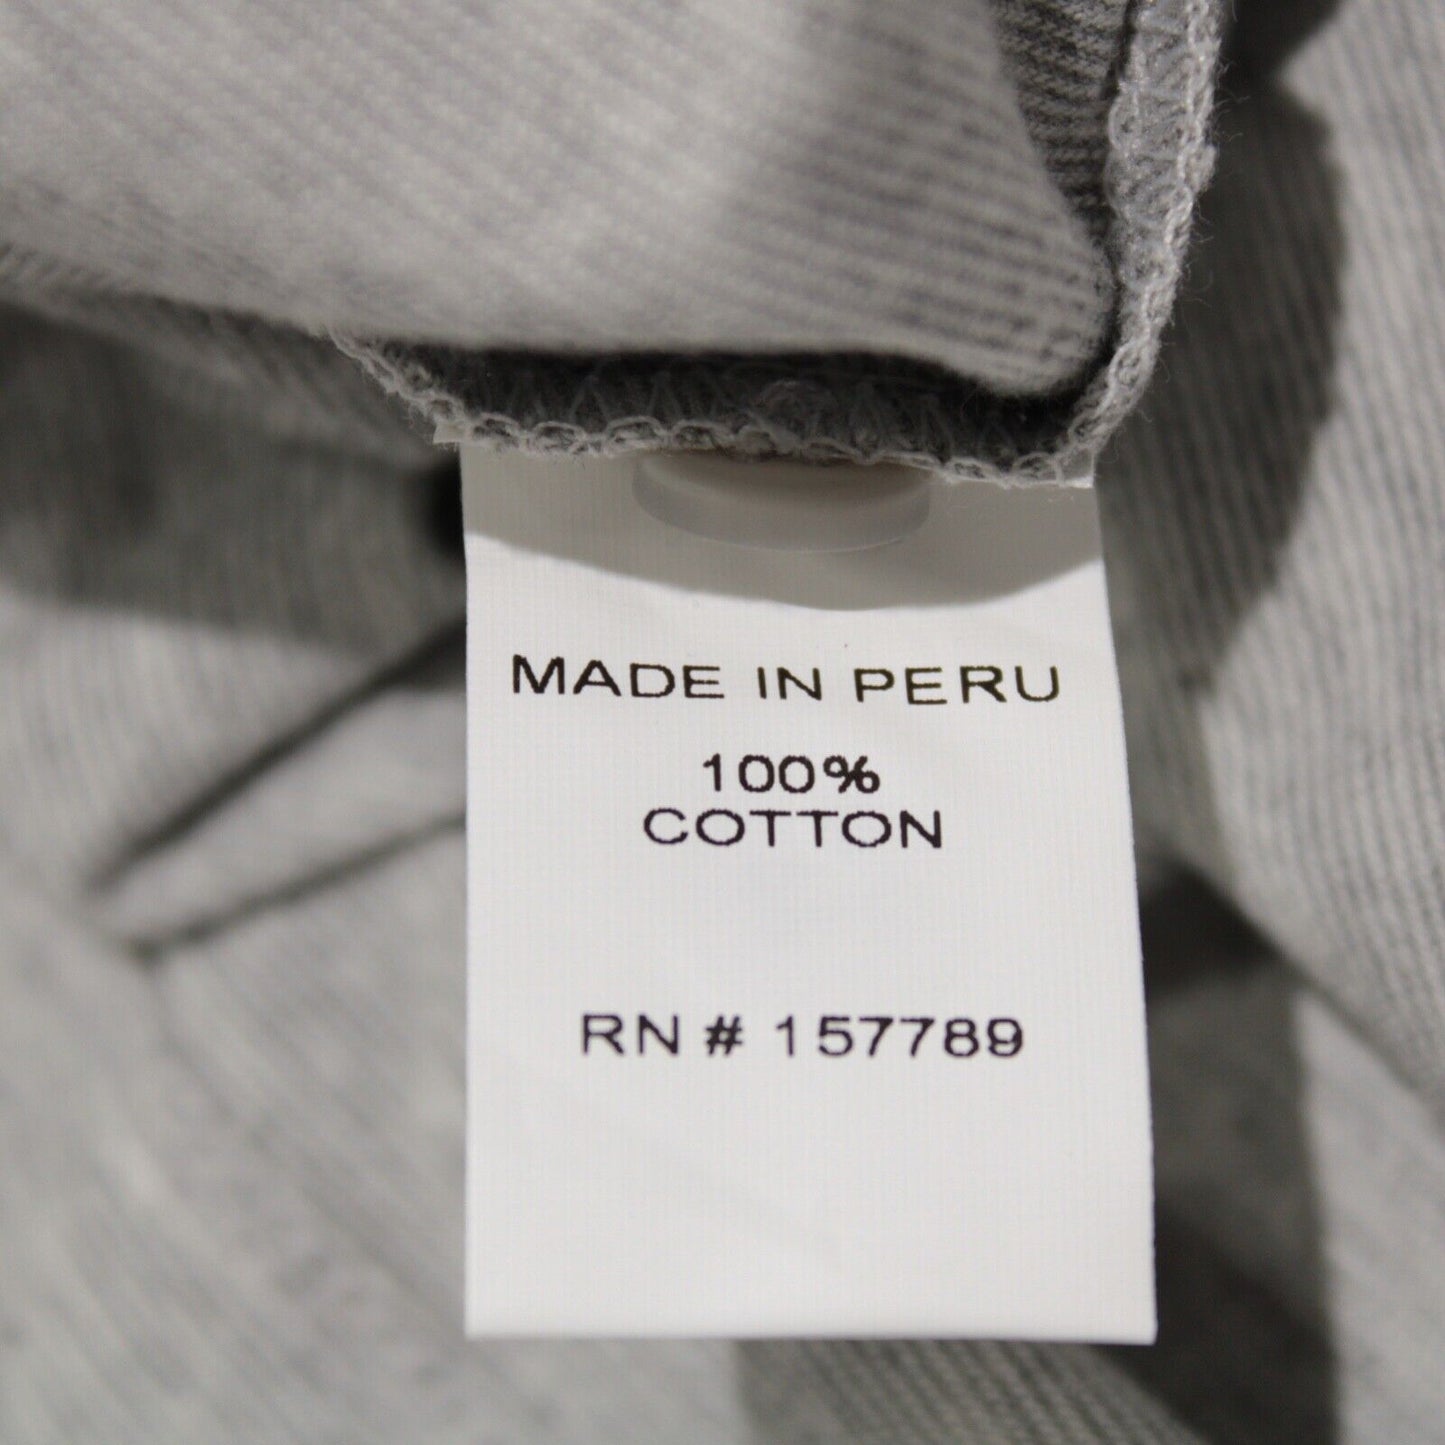 MADE IN PERU
100%
COTTON
RN # 157789